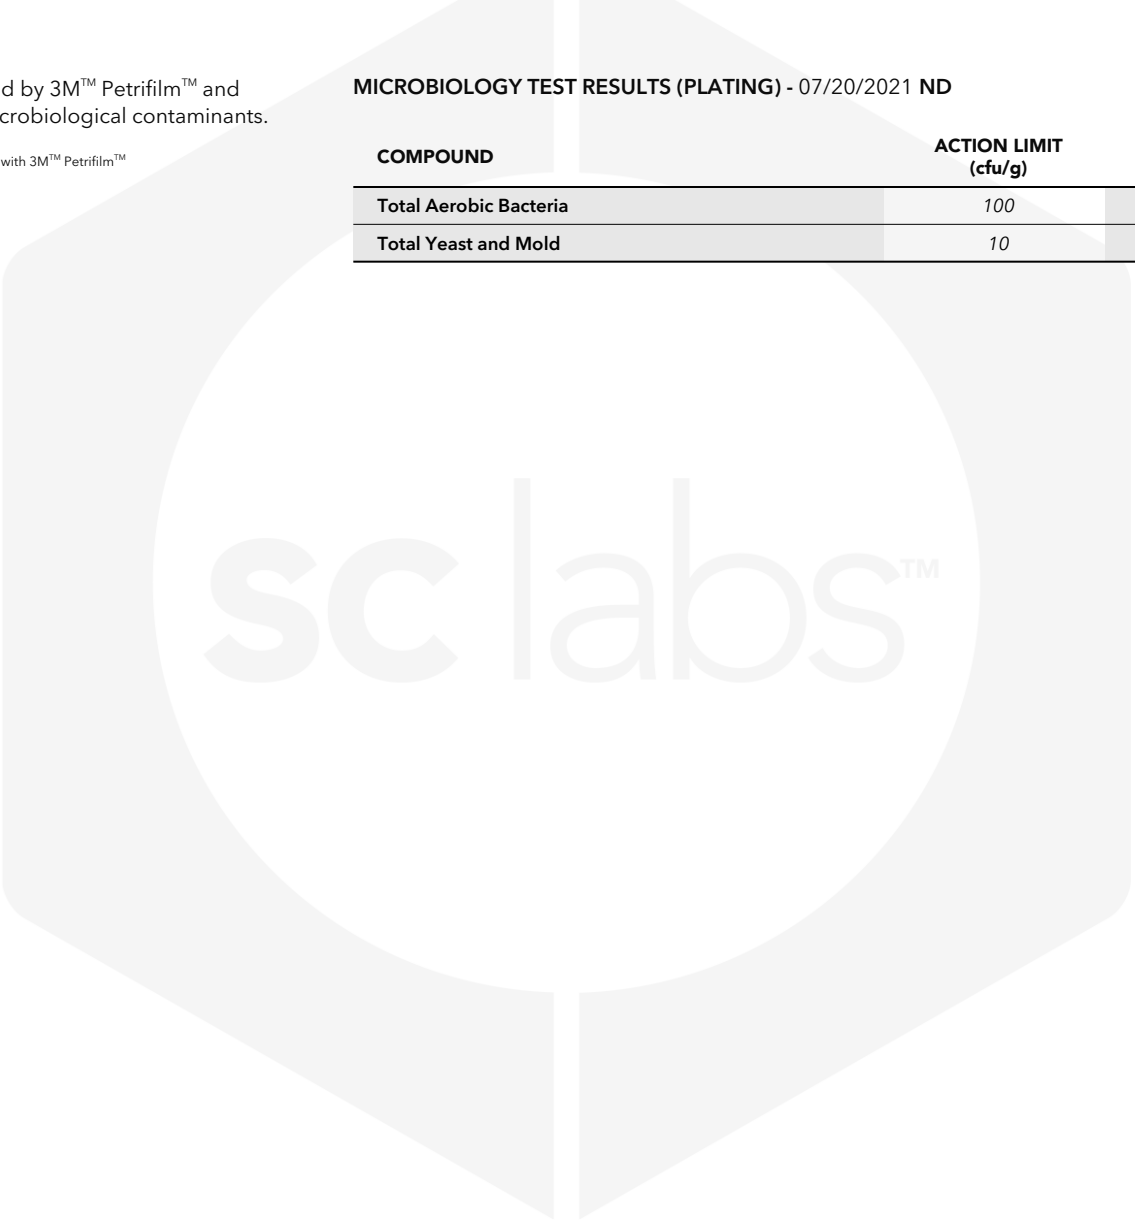 d by 3M™ Petrifilm™ and
crobiological contaminants.
with 3M™ Petrifilm™
MICROBIOLOGY TEST RESULTS (PLATING) - 07/20/2021 ND
COMPOUND
ACTION LIMIT
(cfu/g)
Total Aerobic Bacteria 100
Total Yeast and Mold 10
sc labs™